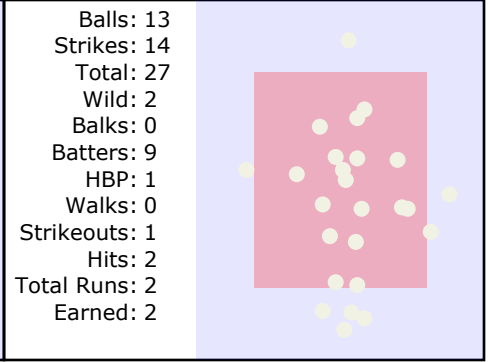 Balls: 13
Strikes: 14
Total: 27
Wild: 2
Balks: 0
Batters: 9
HBP: 1
Walks: 0
Strikeouts: 1
Hits: 2
Total Runs: 2
Earned: 2